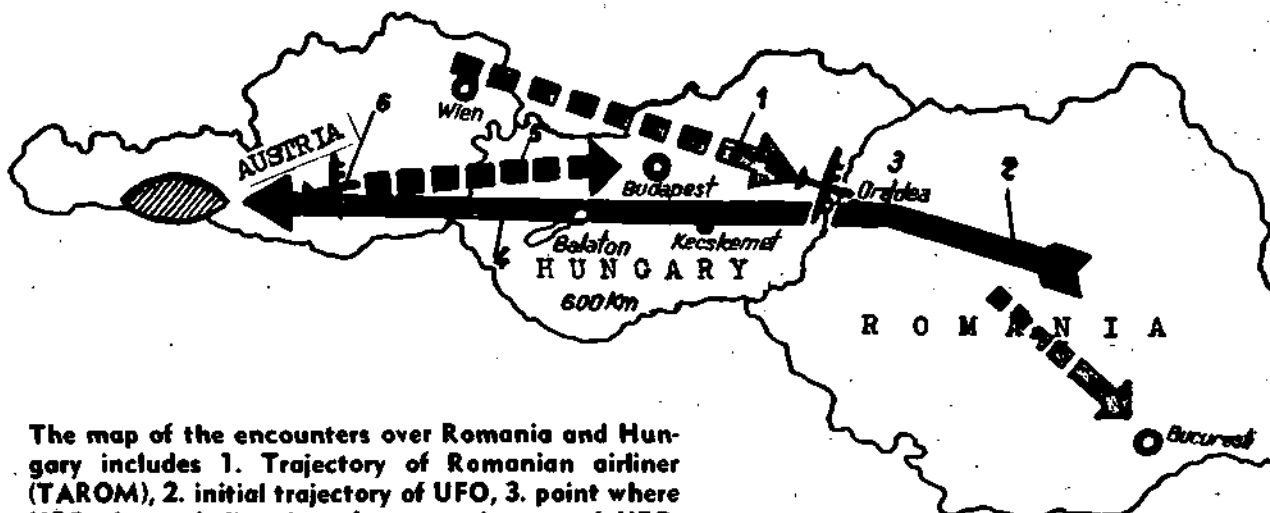 6
Wien
1
AUSTRIA
5
3
2
Budapest
Oradea
Balaton
Kecskemet
4
HUNGARY
600 Km
ROMANIA
Bucuresti
The map of the encounters over Romania and Hun-
gary includes 1. Trajectory of Romanian airliner
(TAROM), 2. initial trajectory of UFO, 3. point where